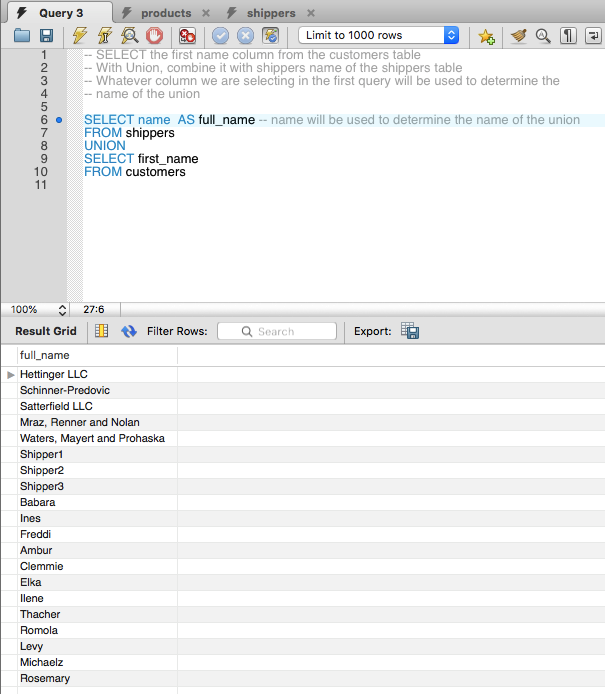 Query 3 products shippers
Limit to 1000 rows
1 -- SELECT the first name column from the customers table
2 -- With Union, combine it with shippers name of the shippers table
3 -- Whatever column we are selecting in the first query will be used to determine the
4 -- name of the union
5
6 SELECT name  AS full_name -- name will be used to determine the name of the union
7 FROM shippers
8 UNION
9 SELECT first_name
10 FROM customers
11
100% 27:6
Result Grid Filter Rows: Search Export:
full_name
Hettinger LLC
Schinner-Predovic
Satterfield LLC
Mraz, Renner and Nolan
Waters, Mayert and Prohaska
Shipper1
Shipper2
Shipper3
Babara
Ines
Freddi
Ambur
Clemmie
Elka
Ilene
Thacher
Romola
Levy
Michaelz
Rosemary